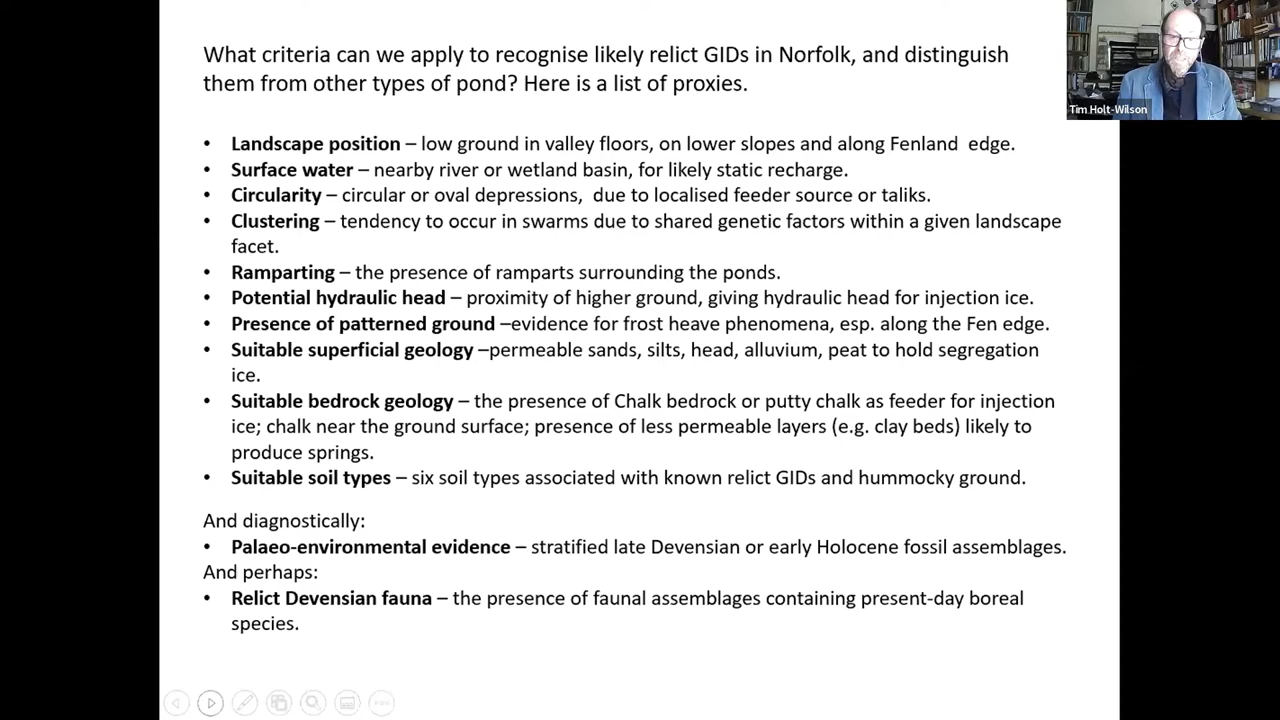 What criteria can we apply to recognise likely relict GIDs in Norfolk, and distinguish
them from other types of pond? Here is a list of proxies.
• Landscape position – low ground in valley floors, on lower slopes and along Fenland  edge.
• Surface water – nearby river or wetland basin, for likely static recharge.
• Circularity – circular or oval depressions,  due to localised feeder source or taliks.
• Clustering – tendency to occur in swarms due to shared genetic factors within a given landscape
facet.
• Ramparting – the presence of ramparts surrounding the ponds.
• Potential hydraulic head – proximity of higher ground, giving hydraulic head for injection ice.
• Presence of patterned ground –evidence for frost heave phenomena, esp. along the Fen edge.
• Suitable superficial geology –permeable sands, silts, head, alluvium, peat to hold segregation
ice.
• Suitable bedrock geology – the presence of Chalk bedrock or putty chalk as feeder for injection
ice; chalk near the ground surface; presence of less permeable layers (e.g. clay beds) likely to
produce springs.
• Suitable soil types – six soil types associated with known relict GIDs and hummocky ground.
And diagnostically:
• Palaeo-environmental evidence – stratified late Devensian or early Holocene fossil assemblages.
And perhaps:
• Relict Devensian fauna – the presence of faunal assemblages containing present-day boreal
species.
Tim Holt-Wilson